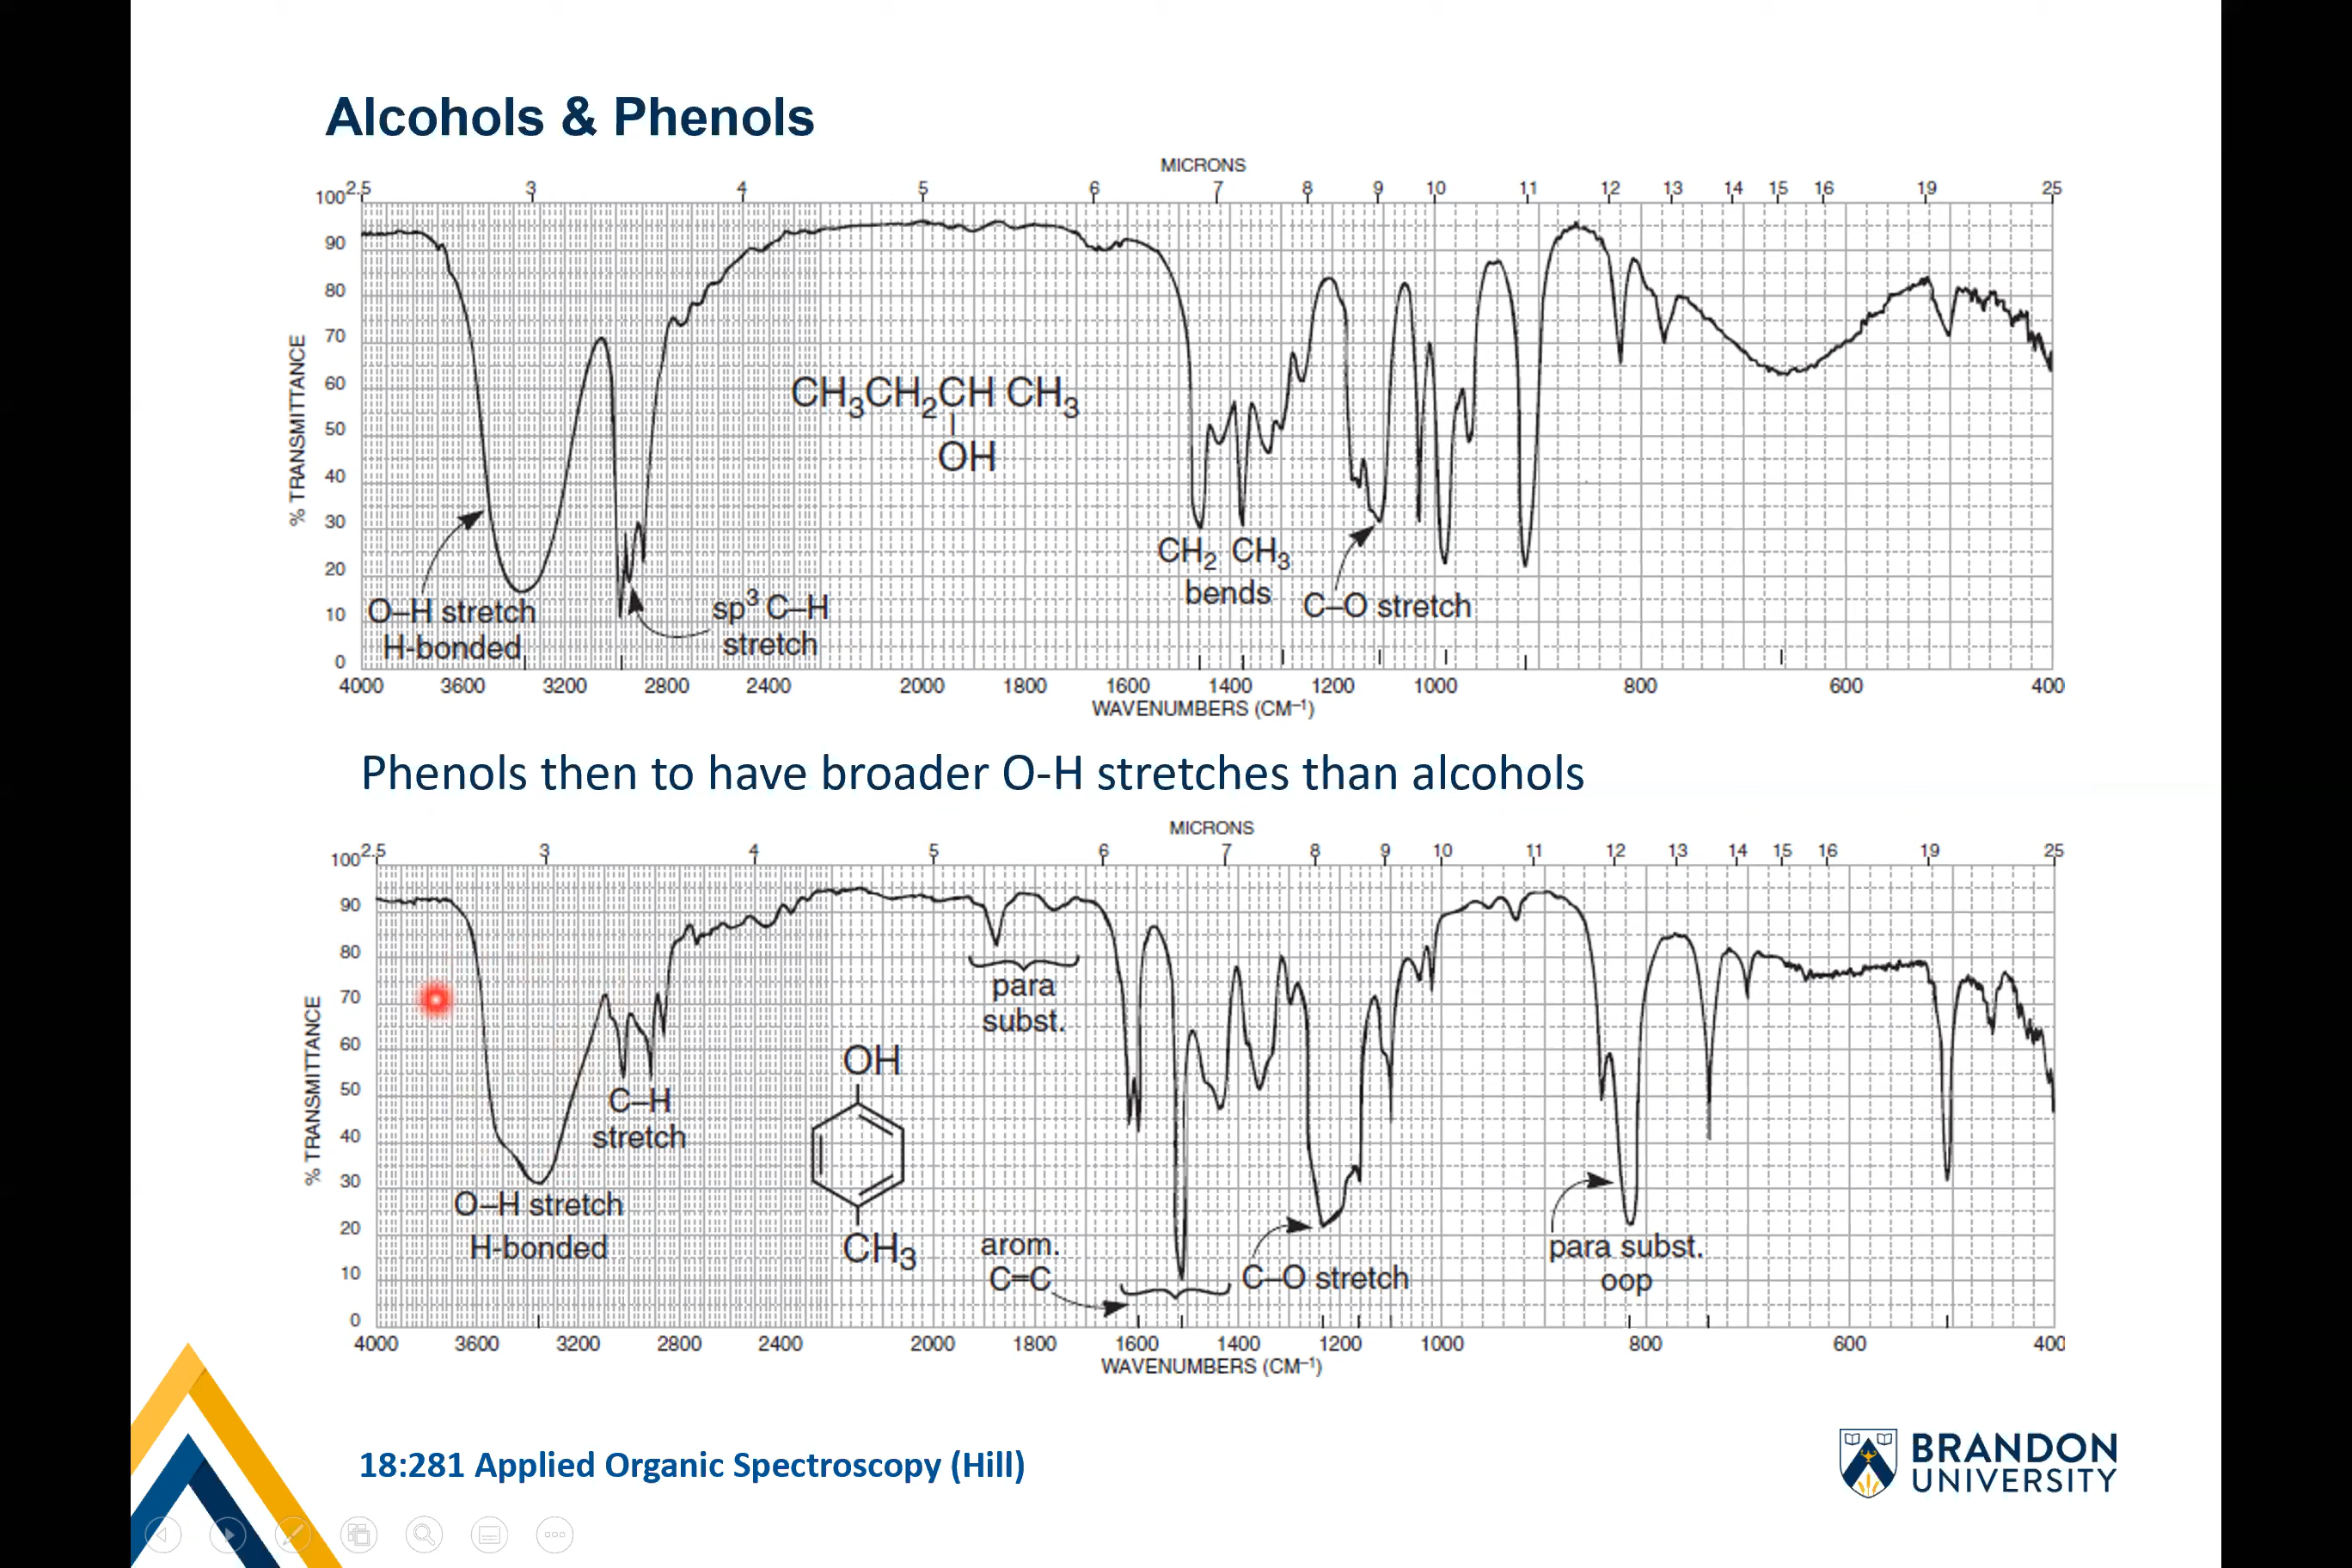 Alcohols & Phenols
MICRONS
2.5 3 4 5 6 7 8 9 10 11 12 13 14 15 16 19 25
% TRANSMITTANCE
100
90
80
70
60
50
40
30
20
10
0
CH3CH2CH CH3
OH
O–H stretch
H-bonded
sp3 C–H
stretch
CH2 CH3
bends
C–O stretch
4000 3600 3200 2800 2400 2000 1800 1600 1400 1200 1000 800 600 400
WAVENUMBERS (CM–1)
Phenols then to have broader O-H stretches than alcohols
MICRONS
2.5 3 4 5 6 7 8 9 10 11 12 13 14 15 16 19 25
% TRANSMITTANCE
100
90
80
70
60
50
40
30
20
10
0
para
subst.
OH
CH3
C–H
stretch
O–H stretch
H-bonded
arom.
C=C
C–O stretch
para subst.
oop
4000 3600 3200 2800 2400 2000 1800 1600 1400 1200 1000 800 600 400
WAVENUMBERS (CM–1)
18:281 Applied Organic Spectroscopy (Hill)
BRANDON
UNIVERSITY